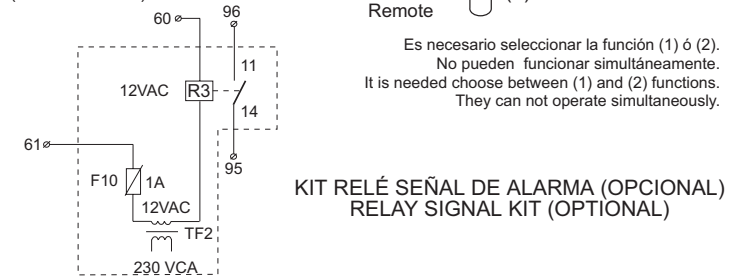 Remote
60
96
Es necesario seleccionar la función (1) ó (2).
No pueden funcionar simultáneamente.
It is needed choose between (1) and (2) functions.
They can not operate simultaneously.
11
12VAC
R3
14
61
95
F10
1A
KIT RELÉ SEÑAL DE ALARMA (OPCIONAL)
RELAY SIGNAL KIT (OPTIONAL)
12VAC
TF2
230 VCA